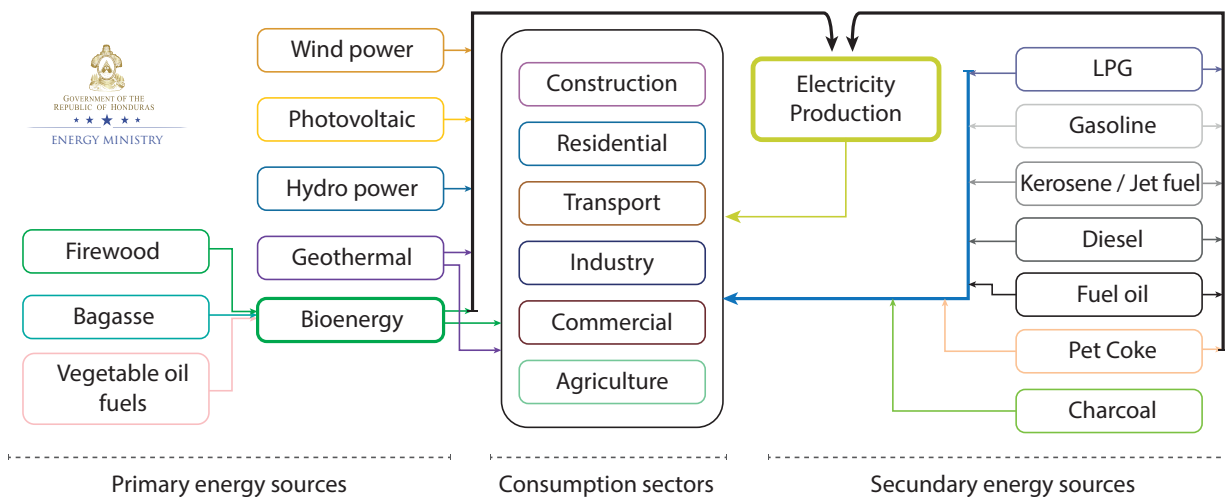 GOVERNMENT OF THE
REPUBLIC OF HONDURAS
ENERGY MINISTRY
Wind power
Photovoltaic
Hydro power
Geothermal
Firewood
Bagasse
Vegetable oil
fuels
Bioenergy
Construction
Residential
Transport
Industry
Commercial
Agriculture
Electricity
Production
LPG
Gasoline
Kerosene / Jet fuel
Diesel
Fuel oil
Pet Coke
Charcoal
Primary energy sources
Consumption sectors
Secundary energy sources